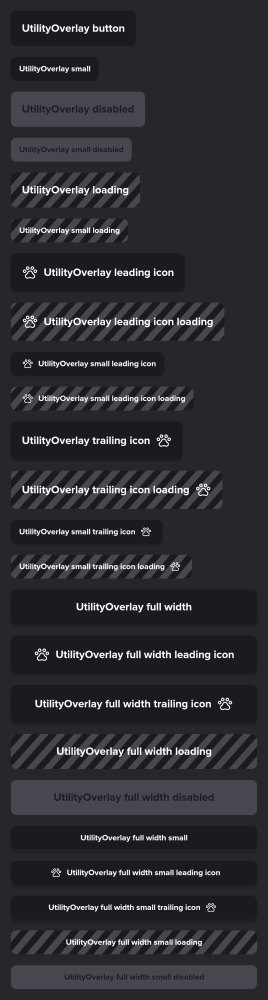 UtilityOverlay button
UtilityOverlay small
UtilityOverlay disabled
UtilityOverlay small disabled
UtilityOverlay loading
UtilityOverlay small loading
UtilityOverlay leading icon
UtilityOverlay leading icon loading
UtilityOverlay small leading icon
UtilityOverlay small leading icon loading
UtilityOverlay trailing icon
UtilityOverlay trailing icon loading
UtilityOverlay small trailing icon
UtilityOverlay small trailing icon loading
UtilityOverlay full width
UtilityOverlay full width leading icon
UtilityOverlay full width trailing icon
UtilityOverlay full width loading
UtilityOverlay full width disabled
UtilityOverlay full width small
UtilityOverlay full width small leading icon
UtilityOverlay full width small trailing icon
UtilityOverlay full width small loading
UtilityOverlay full width small disabled